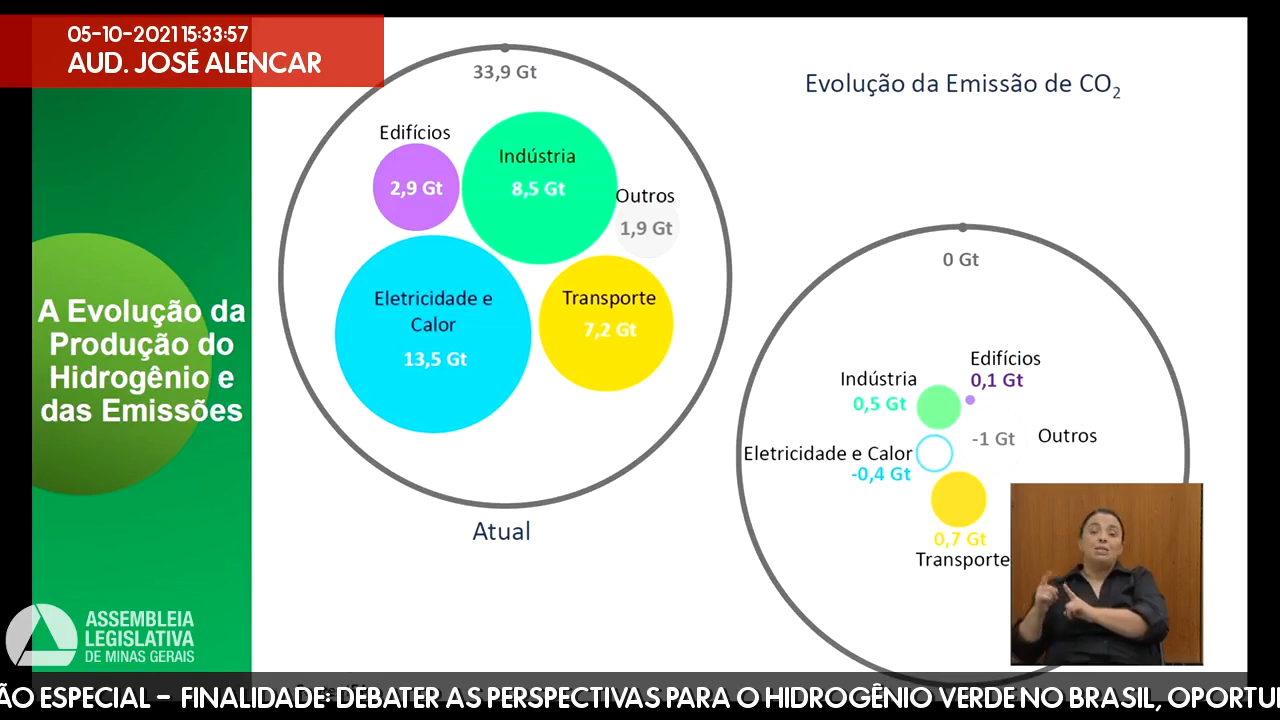 05-10-2021 15:33:57
AUD. JOSÉ ALENCAR
A Evolução da
Produção do
Hidrogênio e
das Emissões
Evolução da Emissão de CO₂
33,9 Gt
Edifícios
2,9 Gt
Indústria
8,5 Gt
Outros
1,9 Gt
Eletricidade e
Calor
13,5 Gt
Transporte
7,2 Gt
Atual
0 Gt
Edifícios
0,1 Gt
Indústria
0,5 Gt
-1 Gt
Outros
Eletricidade e Calor
-0,4 Gt
0,7 Gt
Transporte
ASSEMBLEIA
LEGISLATIVA
DE MINAS GERAIS
ÃO ESPECIAL - FINALIDADE: DEBATER AS PERSPECTIVAS PARA O HIDROGÊNIO VERDE NO BRASIL, OPORTU